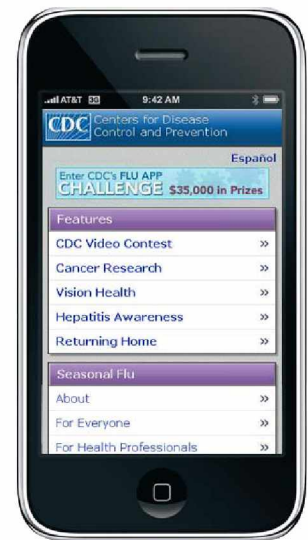 AT&T 3G 9:42 AM
CDC Centers for Disease
Control and Prevention
Español
Enter CDC's FLU APP
CHALLENGE $35,000 in Prizes
Features
CDC Video Contest »
Cancer Research »
Vision Health »
Hepatitis Awareness »
Returning Home »
Seasonal Flu
About »
For Everyone »
For Health Professionals »